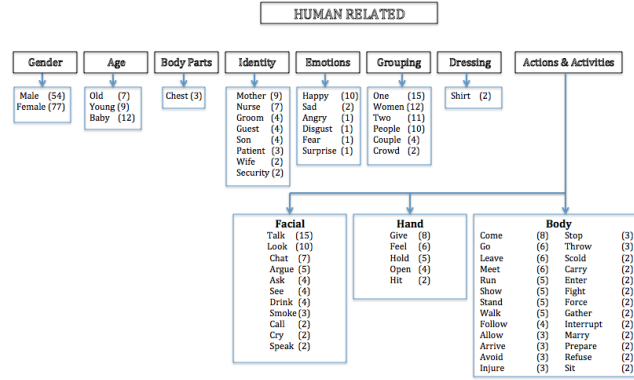 HUMAN RELATED
Gender
Male (54)
Female (77)
Age
Old (7)
Young (9)
Baby (12)
Body Parts
Chest (3)
Identity
Mother (9)
Nurse (7)
Groom (4)
Guest (4)
Son (4)
Patient (3)
Wife (2)
Security (2)
Emotions
Happy (10)
Sad (2)
Angry (1)
Disgust (1)
Fear (1)
Surprise (1)
Grouping
One (15)
Women (12)
Two (11)
People (10)
Couple (4)
Crowd (2)
Dressing
Shirt (2)
Actions & Activities
Facial
Talk (15)
Look (10)
Chat (7)
Argue (5)
Ask (4)
See (4)
Drink (4)
Smoke (3)
Call (2)
Cry (2)
Speak (2)
Hand
Give (8)
Feel (6)
Hold (5)
Open (4)
Hit (2)
Body
Come (8) Stop (3)
Go (6) Throw (3)
Leave (6) Scold (2)
Meet (6) Carry (2)
Run (5) Enter (2)
Show (5) Fight (2)
Stand (5) Force (2)
Walk (5) Gather (2)
Follow (4) Interrupt (2)
Allow (3) Marry (2)
Arrive (3) Prepare (2)
Avoid (3) Refuse (2)
Injure (3) Sit (2)